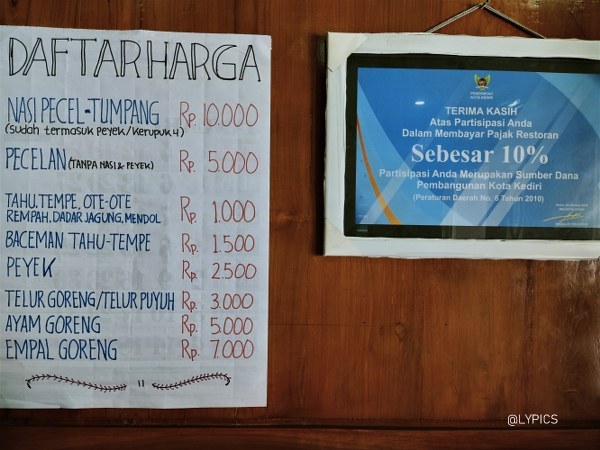 DAFTAR HARGA
NASI PECEL-TUMPANG Rp. 10.000
(SUDAH TERMASUK PEYEK/KERUPUK 4)
PECELAN (TANPA NASI & PEYEK) Rp. 5.000
TAHU, TEMPE, OTE-OTE
REMPAH, DADAR JAGUNG, MENDOL Rp. 1.000
BACEMAN TAHU-TEMPE Rp. 1.500
PEYEK Rp. 2.500
TELUR GORENG/TELUR PUYUH Rp. 3.000
AYAM GORENG Rp. 5.000
EMPAL GORENG Rp. 7.000
PEMERINTAH
KOTA KEDIRI
TERIMA KASIH
Atas Partisipasi Anda
Dalam Membayar Pajak Restoran
Sebesar 10%
Partisipasi Anda Merupakan Sumber Dana
Pembangunan Kota Kediri
(Peraturan Daerah No. 6 Tahun 2010)
@LYPICS